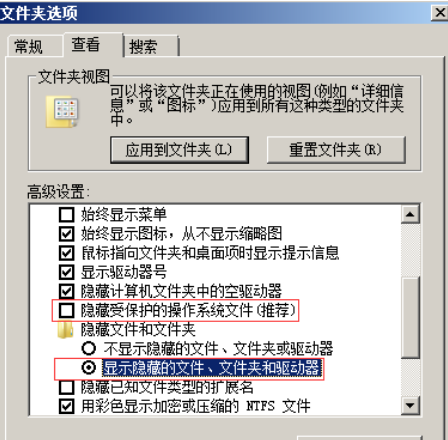 文件夹选项
常规 查看 搜索
文件夹视图
可以将该文件夹正在使用的视图(例如“详细信
息”或“图标”)应用到所有这种类型的文件夹
中。
应用到文件夹(L) 重置文件夹(R)
高级设置:
始终显示菜单
始终显示图标，从不显示缩略图
鼠标指向文件夹和桌面项时显示提示信息
显示驱动器号
隐藏计算机文件夹中的空驱动器
隐藏受保护的操作系统文件(推荐)
隐藏文件和文件夹
不显示隐藏的文件、文件夹或驱动器
显示隐藏的文件、文件夹和驱动器
隐藏已知文件类型的扩展名
用彩色显示加密或压缩的 NTFS 文件